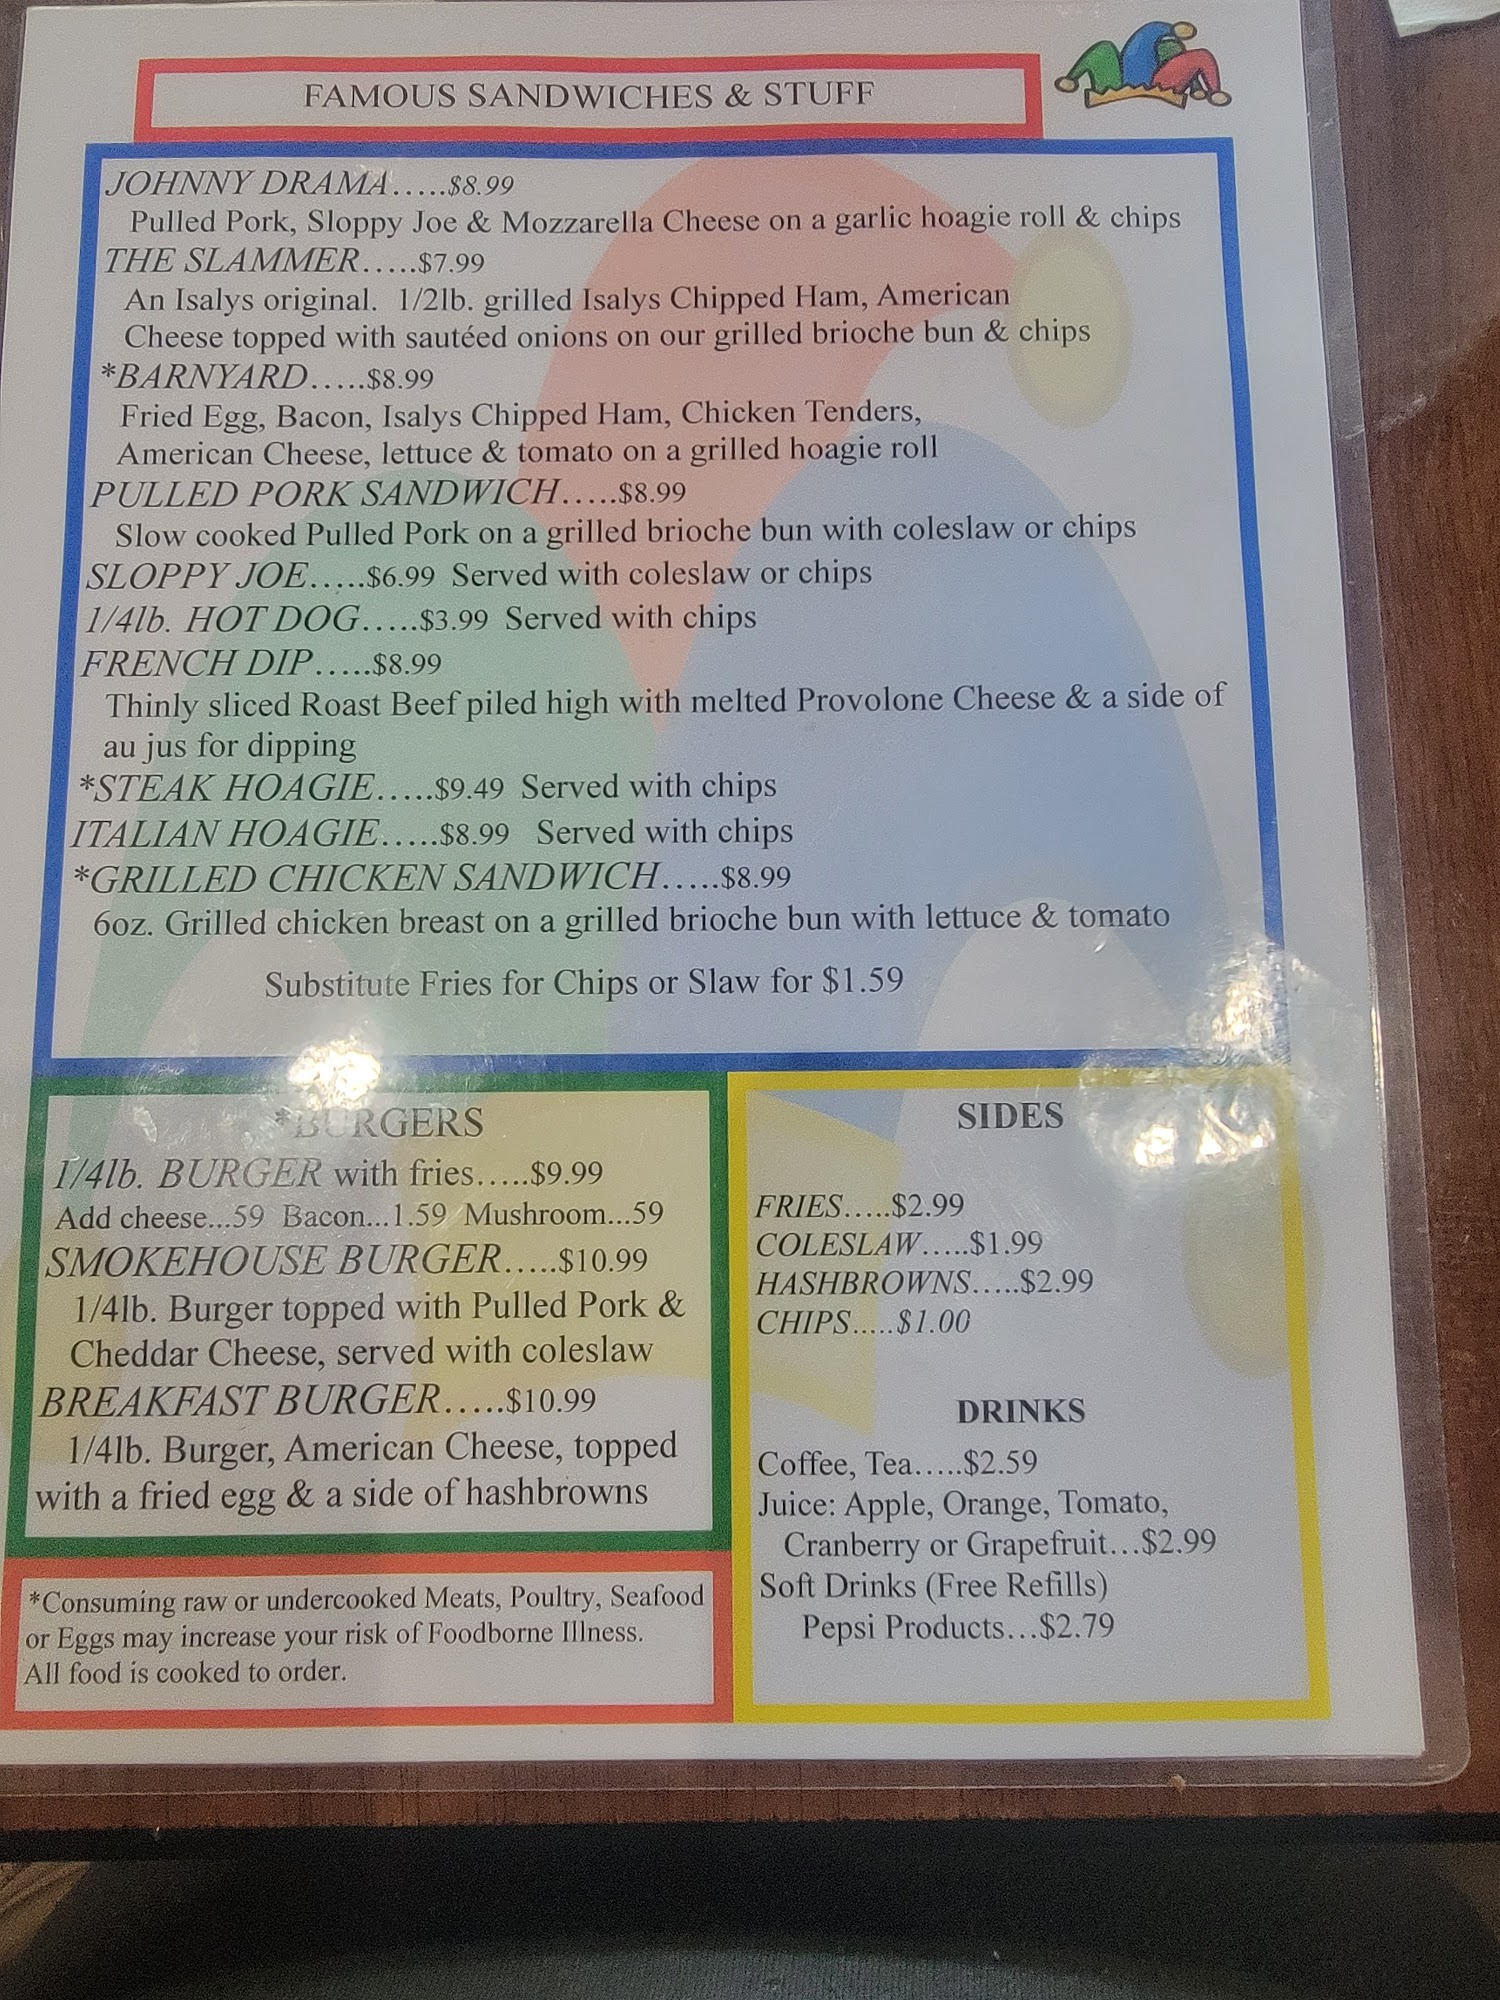 FAMOUS SANDWICHES & STUFF
JOHNNY DRAMA.....$8.99
Pulled Pork, Sloppy Joe & Mozzarella Cheese on a garlic hoagie roll & chips
THE SLAMMER.....$7.99
An Isalys original. 1/2lb. grilled Isalys Chipped Ham, American
Cheese topped with sautéed onions on our grilled brioche bun & chips
*BARNYARD.....$8.99
Fried Egg, Bacon, Isalys Chipped Ham, Chicken Tenders,
American Cheese, lettuce & tomato on a grilled hoagie roll
PULLED PORK SANDWICH.....$8.99
Slow cooked Pulled Pork on a grilled brioche bun with coleslaw or chips
SLOPPY JOE.....$6.99 Served with coleslaw or chips
1/4lb. HOT DOG.....$3.99 Served with chips
FRENCH DIP.....$8.99
Thinly sliced Roast Beef piled high with melted Provolone Cheese & a side of
au jus for dipping
*STEAK HOAGIE.....$9.49 Served with chips
ITALIAN HOAGIE.....$8.99 Served with chips
*GRILLED CHICKEN SANDWICH.....$8.99
6oz. Grilled chicken breast on a grilled brioche bun with lettuce & tomato
Substitute Fries for Chips or Slaw for $1.59
*BURGERS
1/4lb. BURGER with fries.....$9.99
Add cheese...59 Bacon...1.59 Mushroom...59
SMOKEHOUSE BURGER.....$10.99
1/4lb. Burger topped with Pulled Pork &
Cheddar Cheese, served with coleslaw
BREAKFAST BURGER.....$10.99
1/4lb. Burger, American Cheese, topped
with a fried egg & a side of hashbrowns
*Consuming raw or undercooked Meats, Poultry, Seafood
or Eggs may increase your risk of Foodborne Illness.
All food is cooked to order.
SIDES
FRIES.....$2.99
COLESLAW.....$1.99
HASHBROWNS.....$2.99
CHIPS.....$1.00
DRINKS
Coffee, Tea.....$2.59
Juice: Apple, Orange, Tomato,
Cranberry or Grapefruit...$2.99
Soft Drinks (Free Refills)
Pepsi Products...$2.79